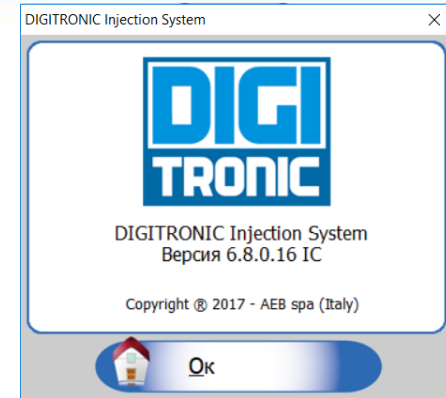 DIGITRONIC Injection System
DIGI
TRONIC
DIGITRONIC Injection System
Версия 6.8.0.16 IC
Copyright ® 2017 - AEB spa (Italy)
Ок